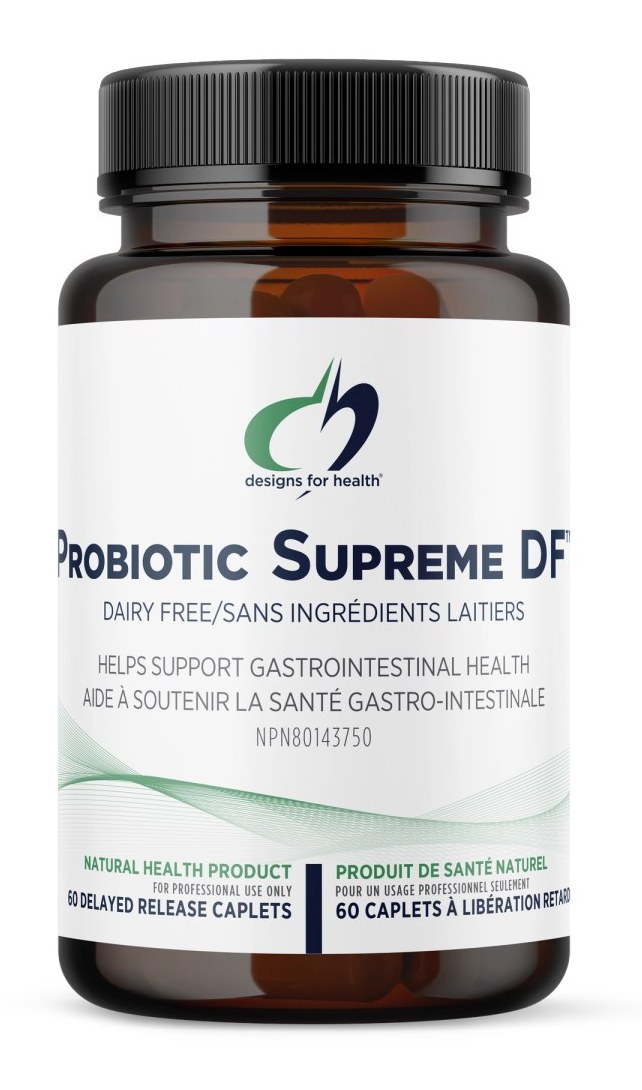 designs for health®
PROBIOTIC SUPREME DF™
DAIRY FREE/SANS INGRÉDIENTS LAITIERS
HELPS SUPPORT GASTROINTESTINAL HEALTH
AIDE À SOUTENIR LA SANTÉ GASTRO-INTESTINALE
NPN80143750
NATURAL HEALTH PRODUCT
FOR PROFESSIONAL USE ONLY
60 DELAYED RELEASE CAPLETS
PRODUIT DE SANTÉ NATUREL
POUR UN USAGE PROFESSIONNEL SEULEMENT
60 CAPLETS À LIBÉRATION RETARD